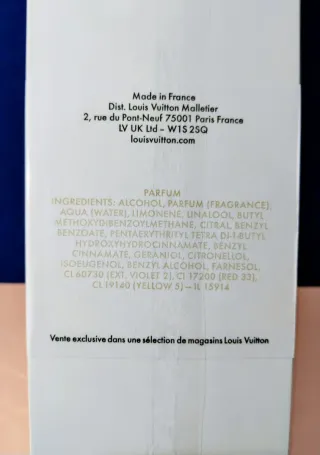 Made in France
Dist. Louis Vuitton Malletier
2, rue du Pont-Neuf 75001 Paris France
LV UK Ltd – W1S 2SQ
louisvuitton.com
PARFUM
INGREDIENTS: ALCOHOL, PARFUM (FRAGRANCE),
AQUA (WATER), LIMONENE, LINALOOL, BUTYL
METHOXYDIBENZOYLMETHANE, CITRAL, BENZYL
BENZOATE, PENTAERYTHRITYL TETRA DI-T-BUTYL
HYDROXYHYDROCINNAMATE, BENZYL
CINNAMATE, GERANIOL, CITRONELLOL,
ISOEUGENOL, BENZYL ALCOHOL, FARNESOL,
CI 60730 (EXT. VIOLET 2), CI 17200 (RED 33),
CI 19140 (YELLOW 5) – IL 15914
Vente exclusive dans une sélection de magasins Louis Vuitton